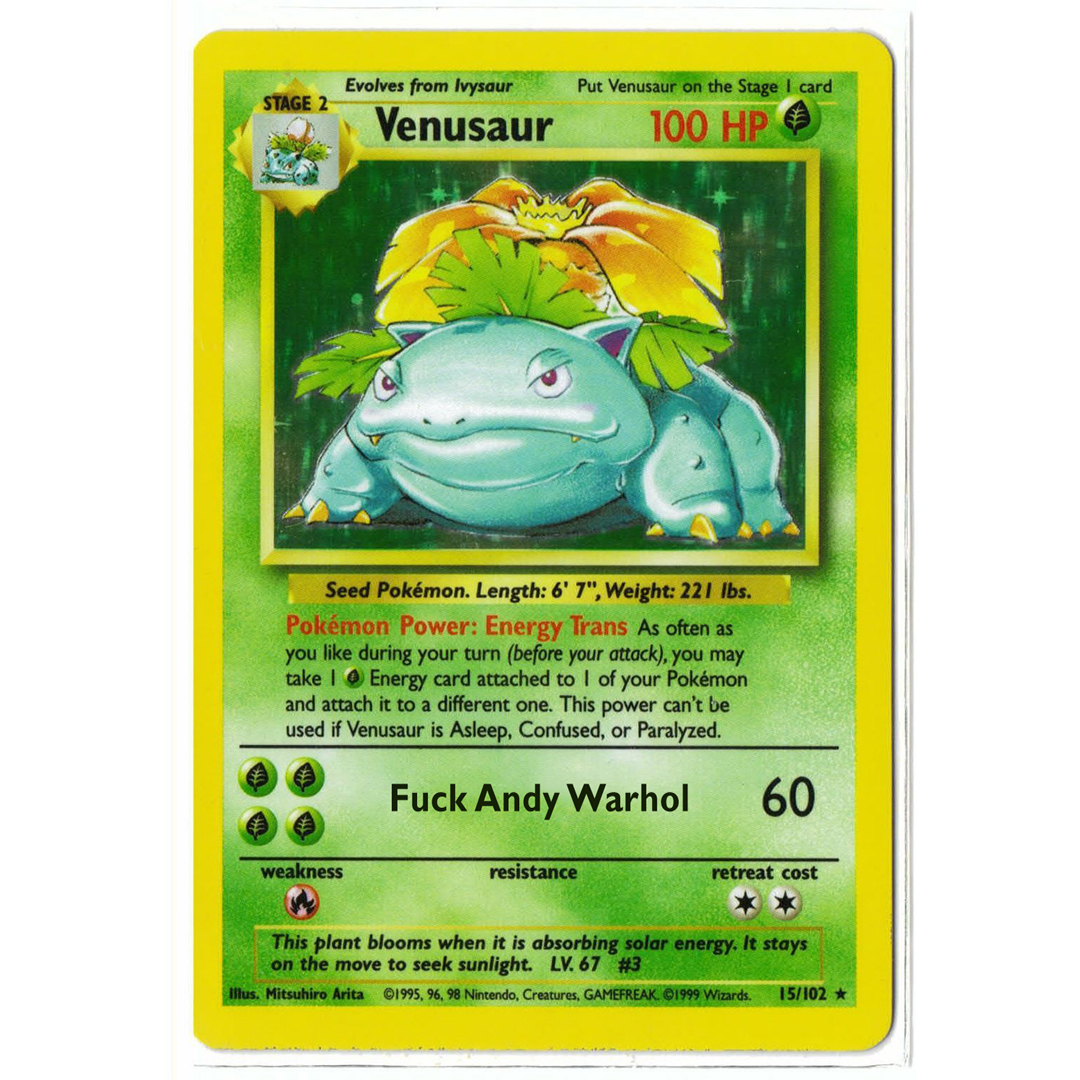 Evolves from Ivysaur Put Venusaur on the Stage 1 card
STAGE 2
Venusaur 100 HP
Seed Pokémon. Length: 6' 7", Weight: 221 lbs.
Pokémon Power: Energy Trans As often as
you like during your turn (before your attack), you may
take 1 Energy card attached to 1 of your Pokémon
and attach it to a different one. This power can't be
used if Venusaur is Asleep, Confused, or Paralyzed.
Fuck Andy Warhol 60
weakness resistance retreat cost
This plant blooms when it is absorbing solar energy. It stays
on the move to seek sunlight. LV. 67 #3
Illus. Mitsuhiro Arita ©1995, 96, 98 Nintendo, Creatures, GAMEFREAK. ©1999 Wizards. 15/102 ★